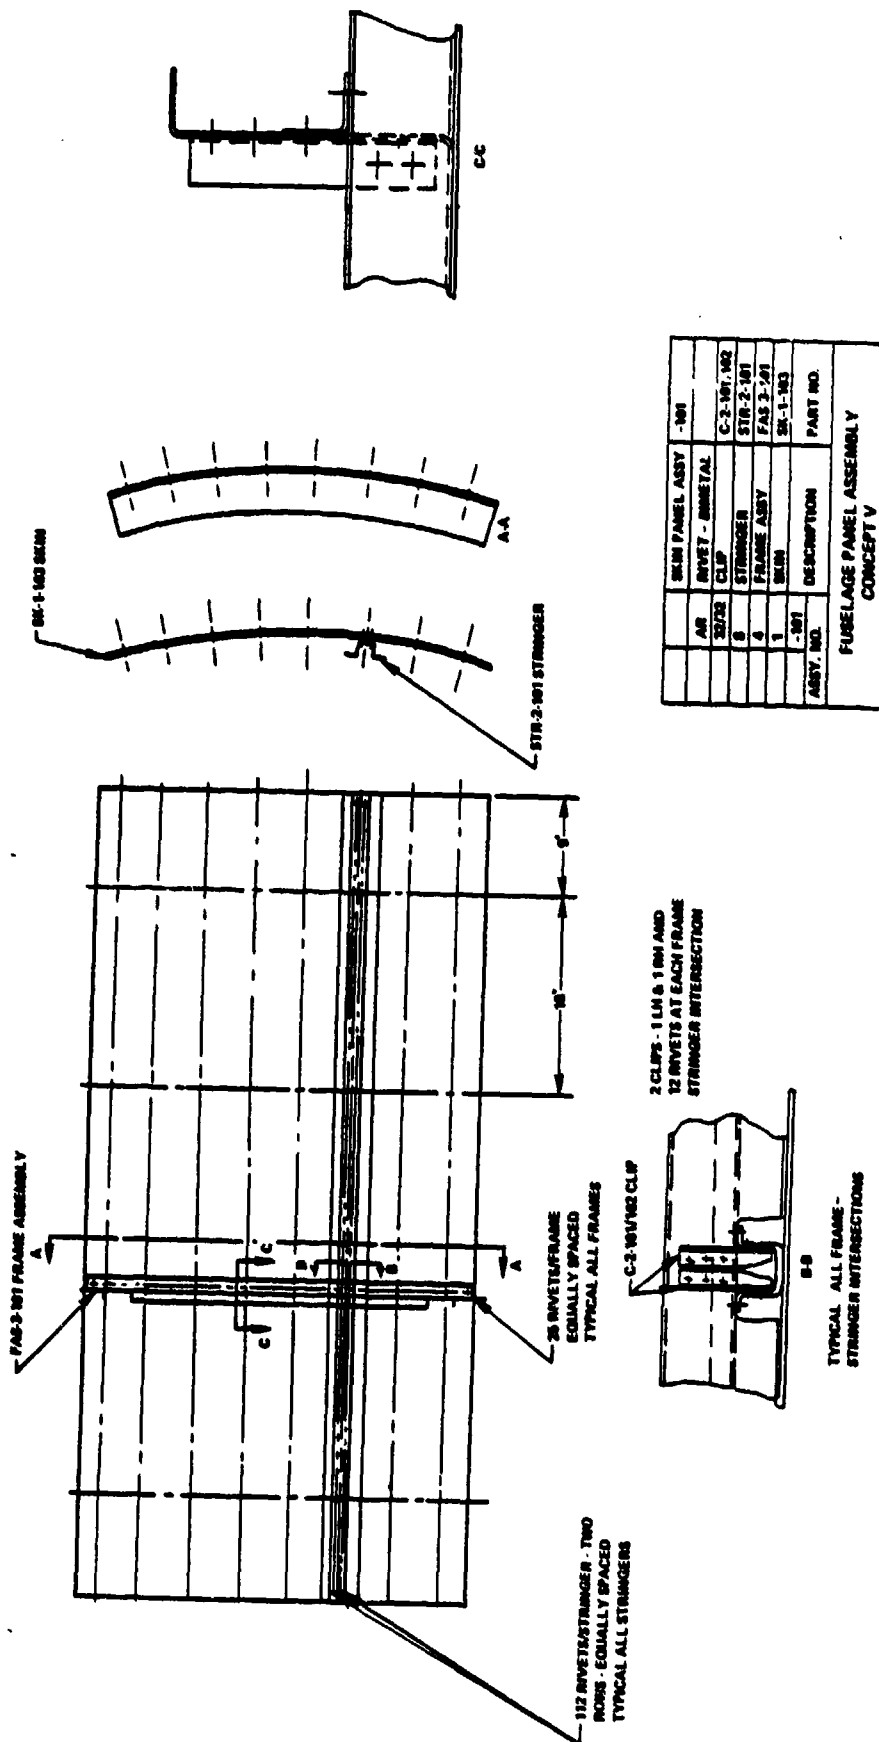 FAS-3-101 FRAME ASSEMBLY
A
A
C
C
B
B
25 RIVETS/FRAME
EQUALLY SPACED
TYPICAL ALL FRAMES
112 RIVETS/STRINGER - TWO
ROWS - EQUALLY SPACED
TYPICAL ALL STRINGERS
18"
9"
SK-1-103 SKIN
STR-2-101 STRINGER
A-A
C-C
C-2-101/102 CLIP
2 CLIPS - 1 LH & 1 RH AND
12 RIVETS AT EACH FRAME
STRINGER INTERSECTION
B-B
TYPICAL ALL FRAME -
STRINGER INTERSECTIONS
SKIN PANEL ASSY -101
AR RIVET - BIMETAL
32/32 CLIP C-2-101, 102
8 STRINGER STR-2-101
4 FRAME ASSY FAS 3-101
1 SKIN SK-1-103
-101
ASSY. NO. DESCRIPTION PART NO.
FUSELAGE PANEL ASSEMBLY
CONCEPT V